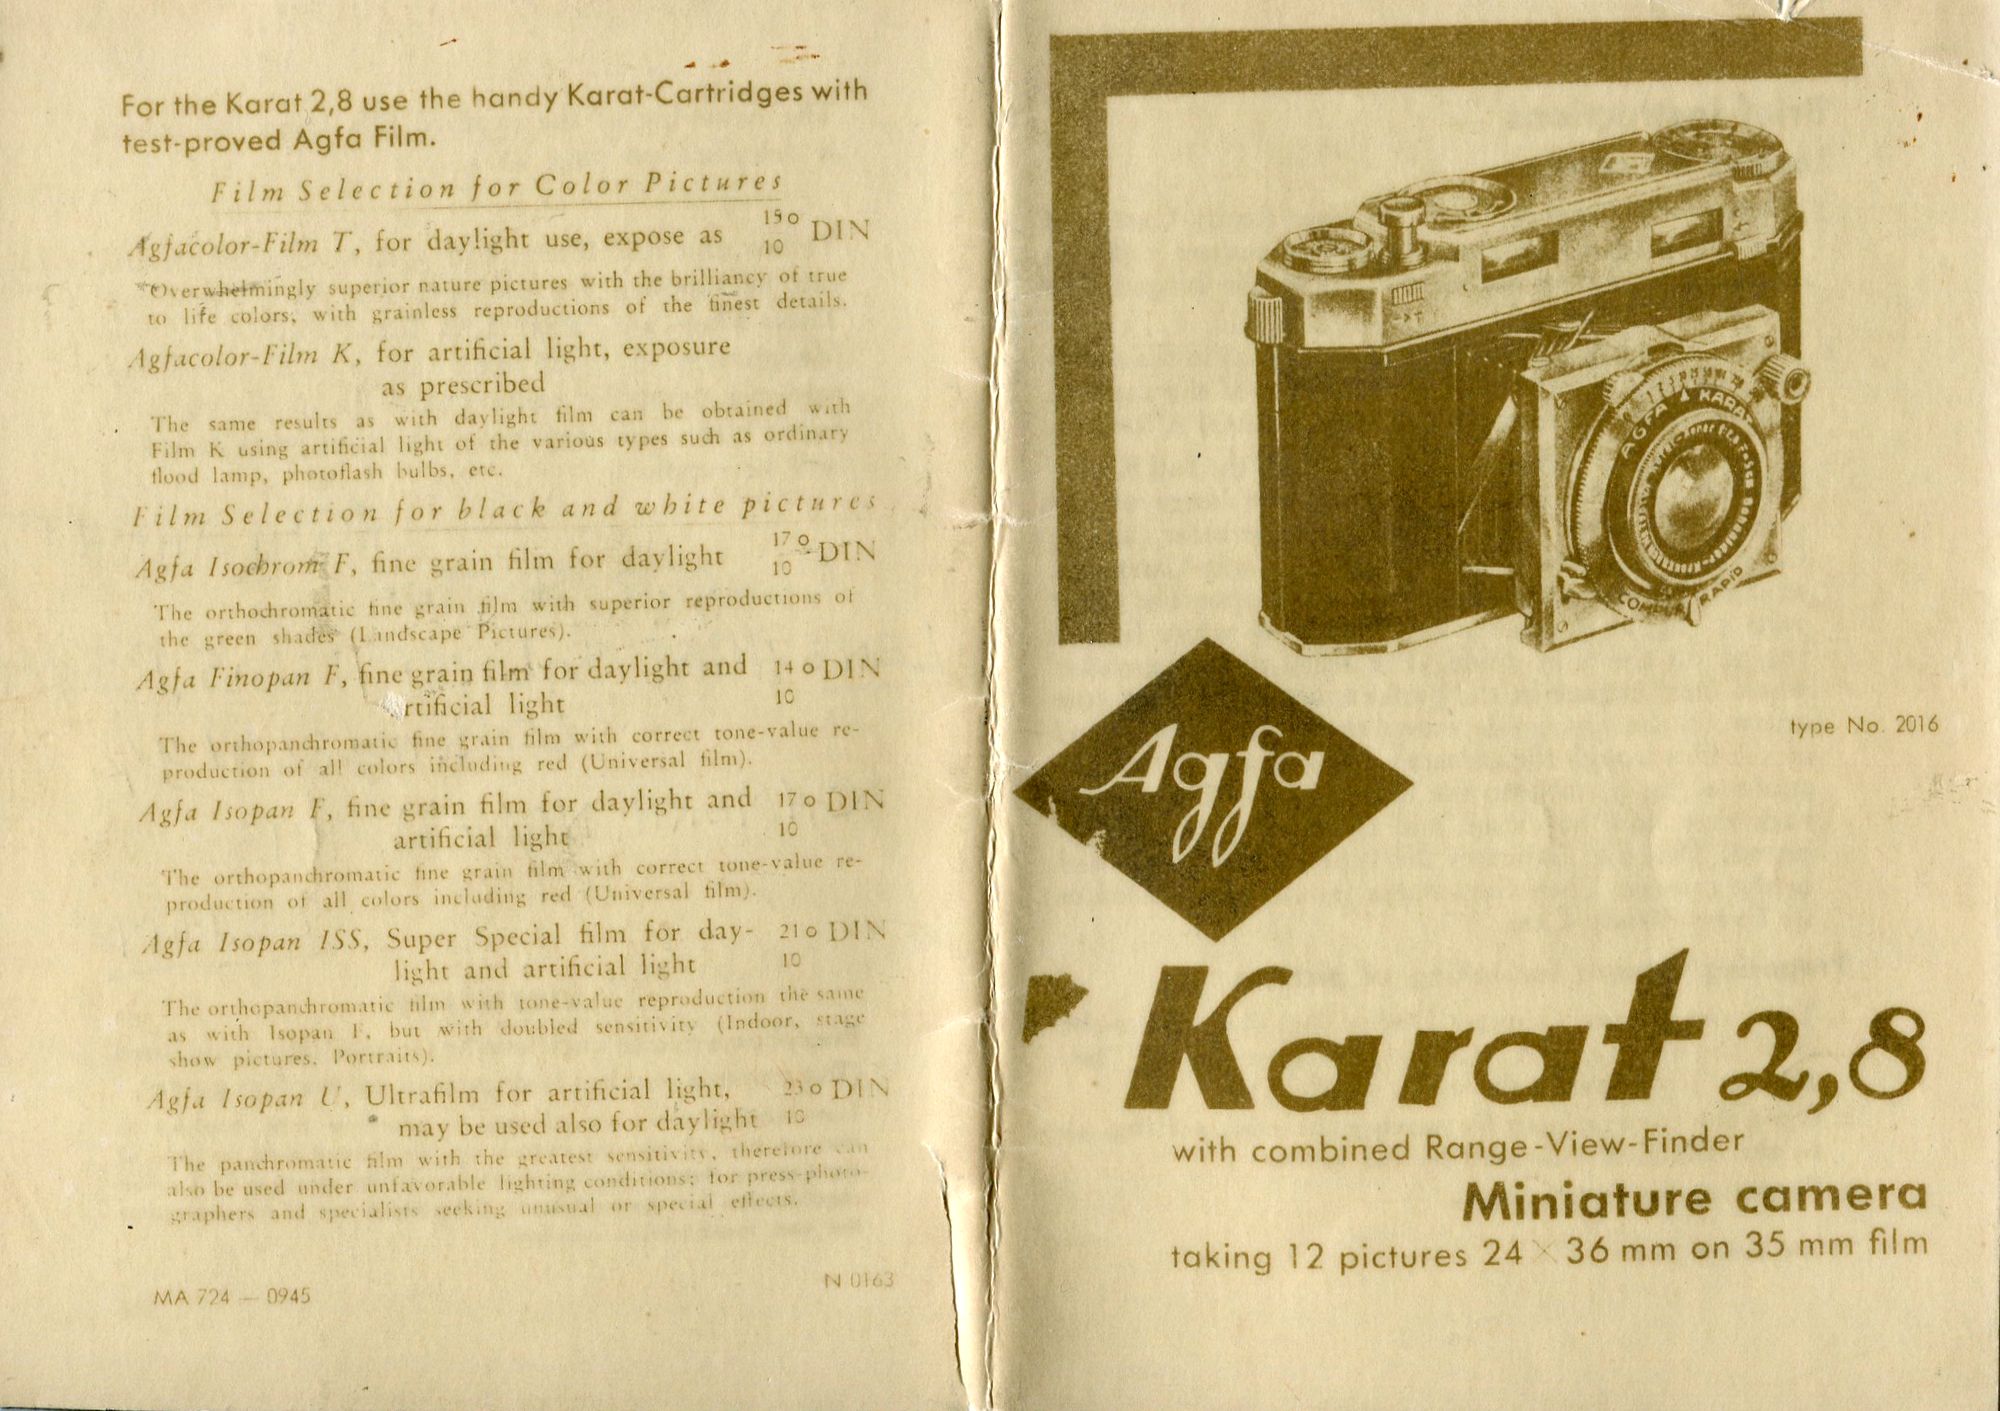 For the Karat 2,8 use the handy Karat-Cartridges with
test-proved Agfa Film.
Film Selection for Color Pictures
Agfacolor-Film T, for daylight use, expose as 15° DIN
10
Overwhelmingly superior nature pictures with the brilliancy of true
to life colors, with grainless reproductions of the finest details.
Agfacolor-Film K, for artificial light, exposure
as prescribed
The same results as with daylight film can be obtained with
Film K using artificial light of the various types such as ordinary
flood lamp, photoflash bulbs, etc.
Film Selection for black and white pictures
Agfa Isochrom F, fine grain film for daylight 17° DIN
10
The orthochromatic fine grain film with superior reproductions of
the green shades (Landscape Pictures).
Agfa Finopan F, fine grain film for daylight and 14° DIN
artificial light 10
The orthopanchromatic fine grain film with correct tone-value re-
production of all colors including red (Universal film).
Agfa Isopan F, fine grain film for daylight and 17° DIN
artificial light 10
The orthopanchromatic fine grain film with correct tone-value re-
production of all colors including red (Universal film).
Agfa Isopan ISS, Super Special film for day- 21° DIN
light and artificial light 10
The orthopanchromatic film with tone-value reproduction the same
as with Isopan F, but with doubled sensitivity (Indoor, stage
show pictures, Portraits).
Agfa Isopan U, Ultrafilm for artificial light, 23° DIN
may be used also for daylight 10
The panchromatic film with the greatest sensitivity, therefore can
also be used under unfavorable lighting conditions; for press-photo-
graphers and specialists seeking unusual or special effects.
MA 724 — 0945
N 0163
AGFA KARAT
COMPUR RAPID
type No. 2016
Agfa
Karat 2,8
with combined Range-View-Finder
Miniature camera
taking 12 pictures 24 × 36 mm on 35 mm film